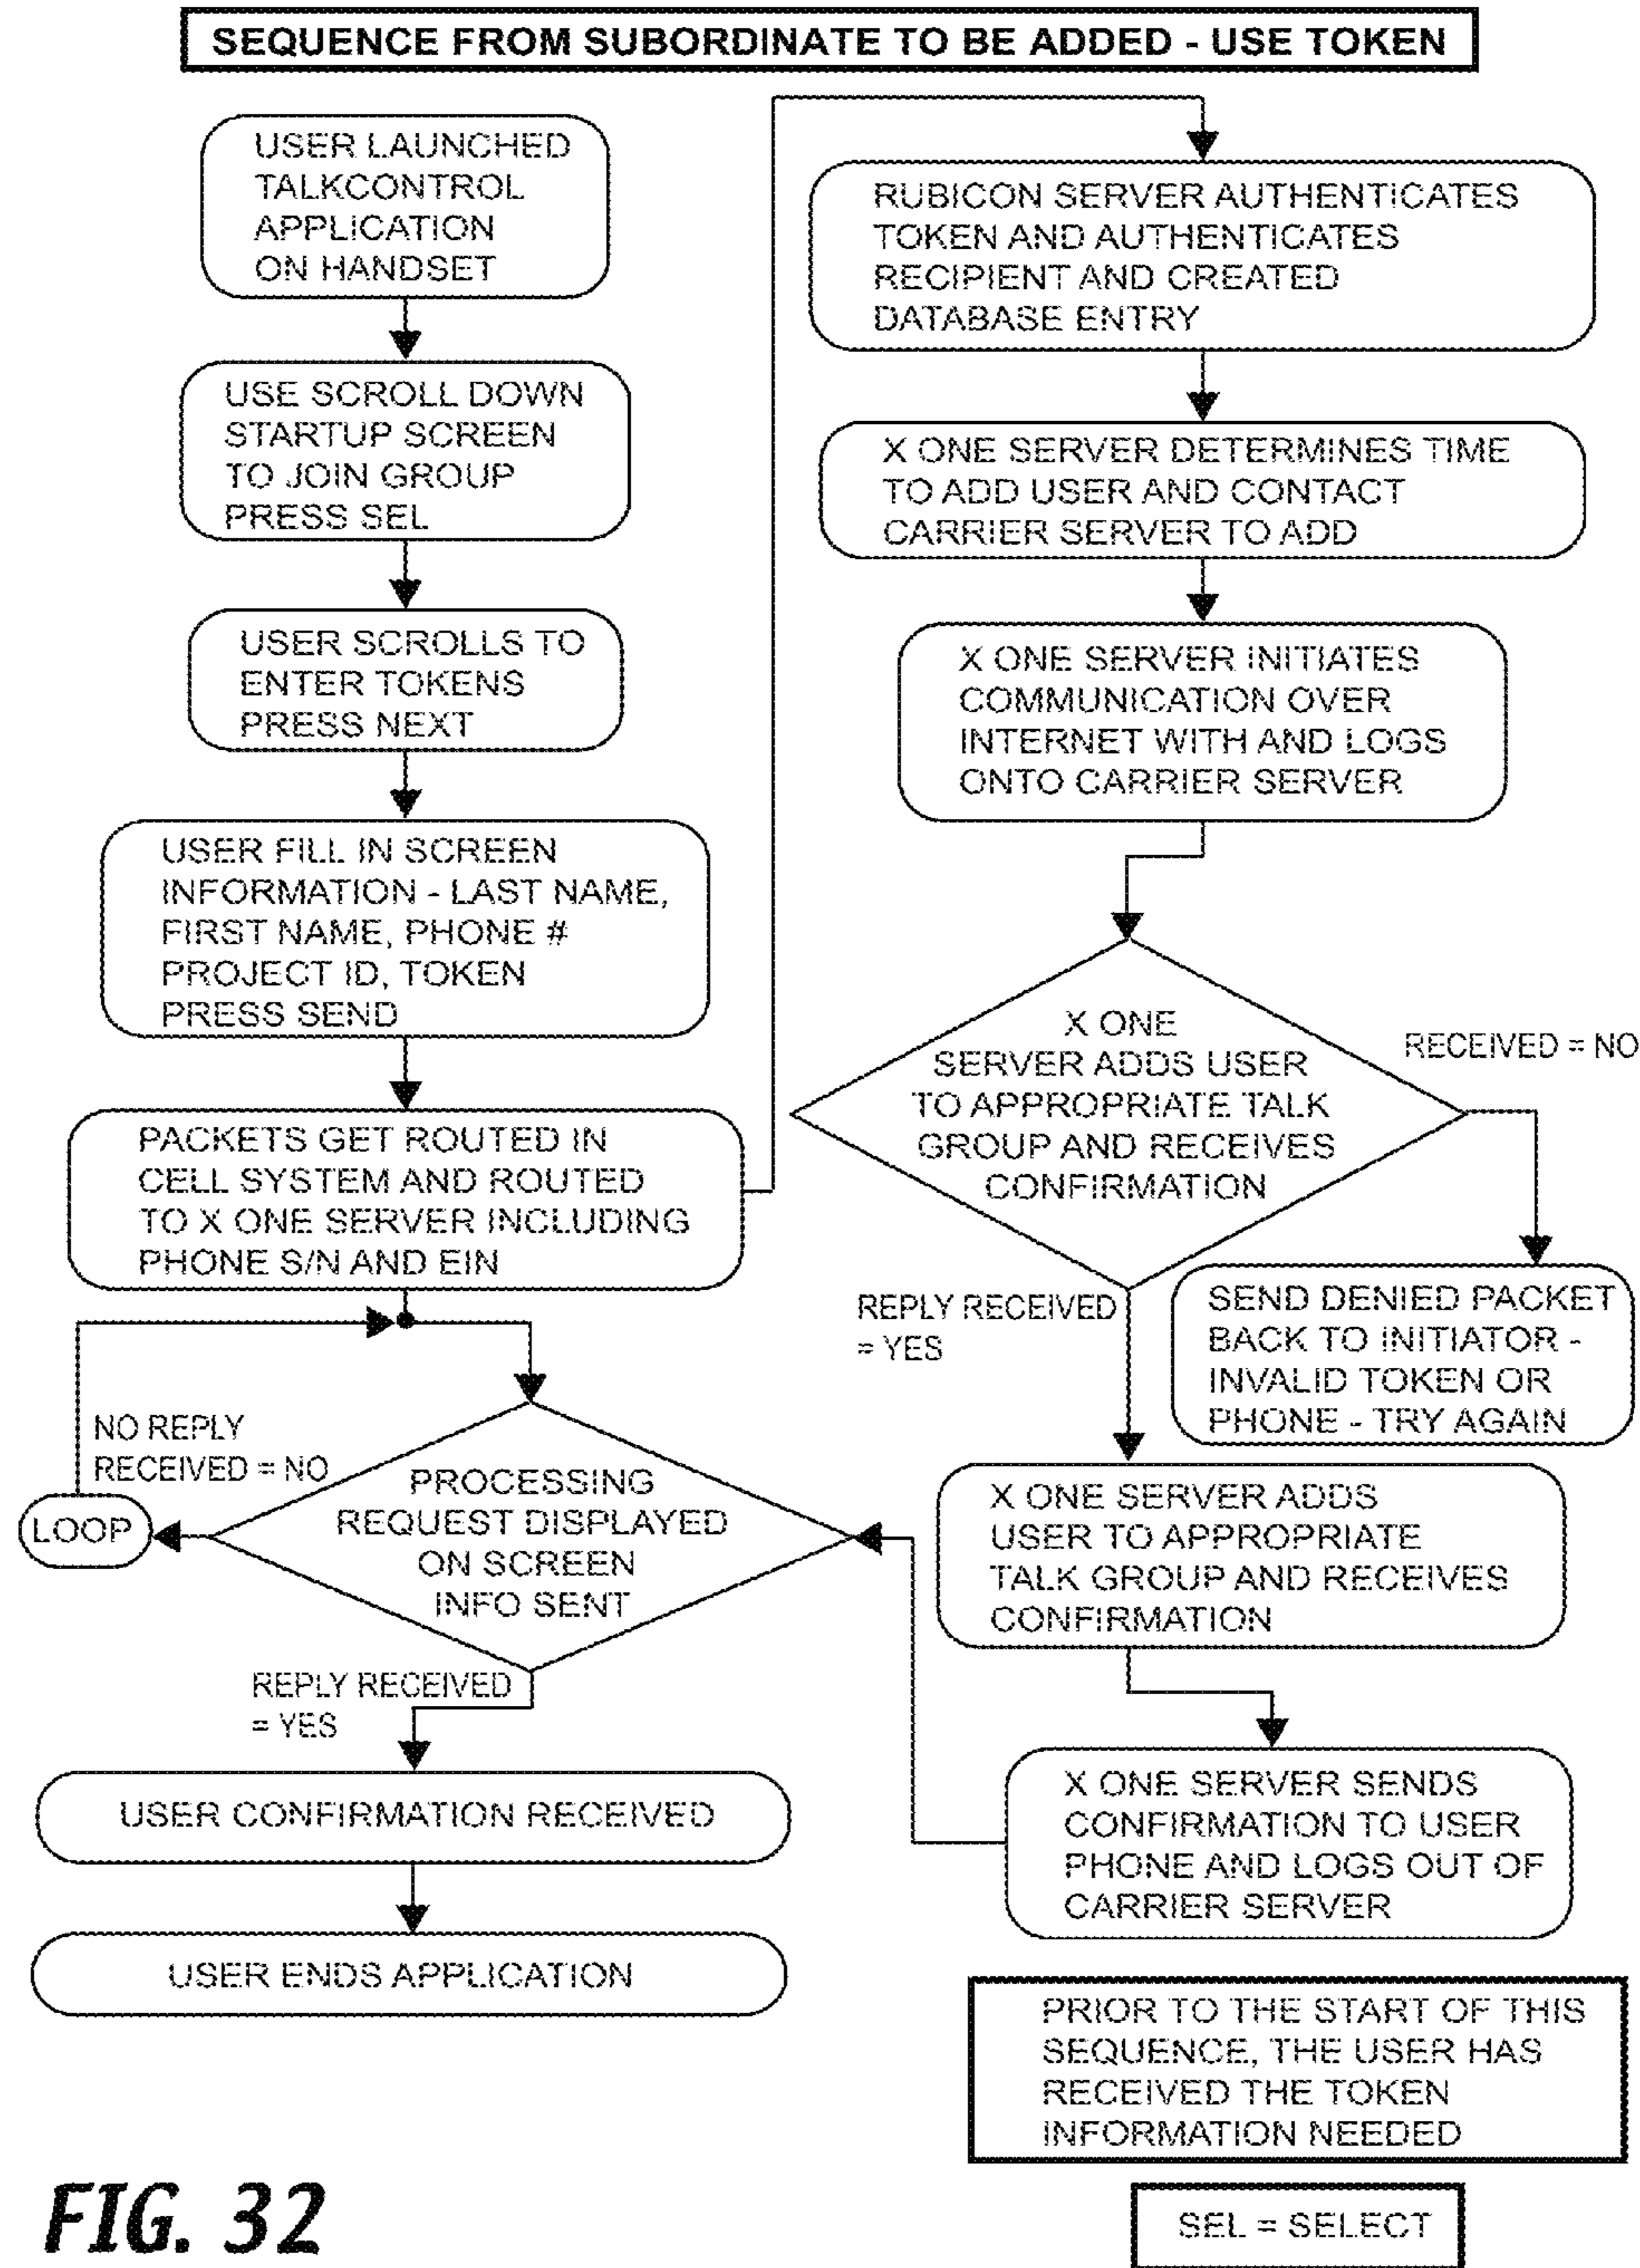 SEQUENCE FROM SUBORDINATE TO BE ADDED - USE TOKEN
USER LAUNCHED
TALKCONTROL
APPLICATION
ON HANDSET
USE SCROLL DOWN
STARTUP SCREEN
TO JOIN GROUP
PRESS SEL
USER SCROLLS TO
ENTER TOKENS
PRESS NEXT
USER FILL IN SCREEN
INFORMATION - LAST NAME,
FIRST NAME, PHONE #
PROJECT ID, TOKEN
PRESS SEND
PACKETS GET ROUTED IN
CELL SYSTEM AND ROUTED
TO X ONE SERVER INCLUDING
PHONE S/N AND EIN
NO REPLY
RECEIVED = NO
LOOP
PROCESSING
REQUEST DISPLAYED
ON SCREEN
INFO SENT
REPLY RECEIVED
= YES
USER CONFIRMATION RECEIVED
USER ENDS APPLICATION
RUBICON SERVER AUTHENTICATES
TOKEN AND AUTHENTICATES
RECIPIENT AND CREATED
DATABASE ENTRY
X ONE SERVER DETERMINES TIME
TO ADD USER AND CONTACT
CARRIER SERVER TO ADD
X ONE SERVER INITIATES
COMMUNICATION OVER
INTERNET WITH AND LOGS
ONTO CARRIER SERVER
X ONE
SERVER ADDS USER
TO APPROPRIATE TALK
GROUP AND RECEIVES
CONFIRMATION
RECEIVED = NO
SEND DENIED PACKET
BACK TO INITIATOR -
INVALID TOKEN OR
PHONE - TRY AGAIN
REPLY RECEIVED
= YES
X ONE SERVER ADDS
USER TO APPROPRIATE
TALK GROUP AND RECEIVES
CONFIRMATION
X ONE SERVER SENDS
CONFIRMATION TO USER
PHONE AND LOGS OUT OF
CARRIER SERVER
PRIOR TO THE START OF THIS
SEQUENCE, THE USER HAS
RECEIVED THE TOKEN
INFORMATION NEEDED
SEL = SELECT
FIG. 32